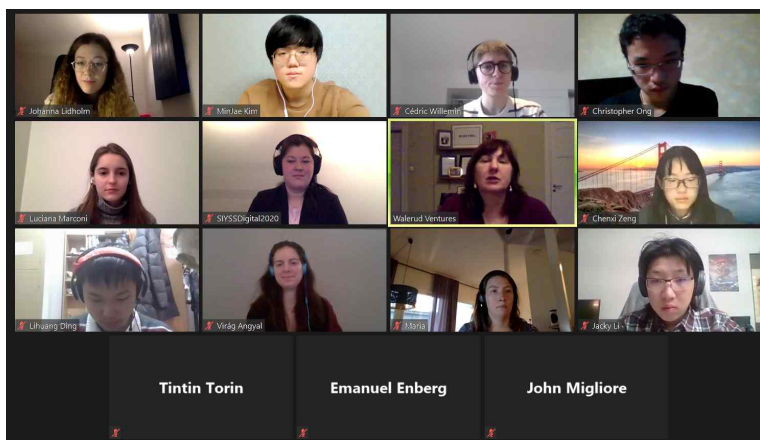 Johanna Lidholm
MinJae Kim
Cédric Willemin
Christopher Ong
Luciana Marconi
SIYSSDigital2020
Walerud Ventures
Chenxi Zeng
Lihuang Ding
Virág Angyal
Maria
Jacky Li
Tintin Torin
Emanuel Enberg
John Migliore